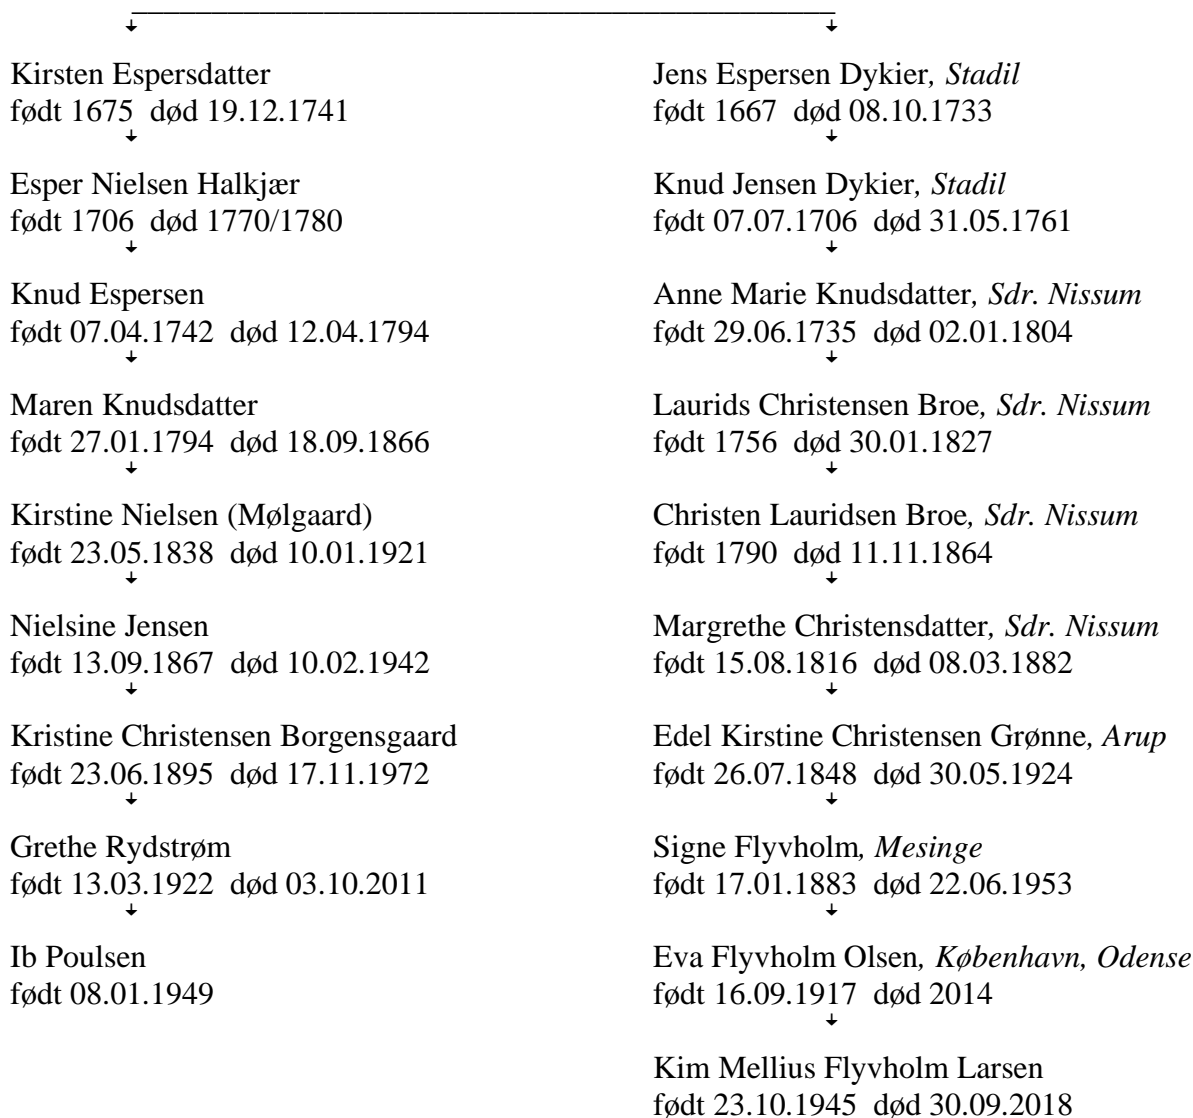 Kirsten Espersdatter
født 1675 død 19.12.1741
Esper Nielsen Halkjær
født 1706 død 1770/1780
Knud Espersen
født 07.04.1742 død 12.04.1794
Maren Knudsdatter
født 27.01.1794 død 18.09.1866
Kirstine Nielsen (Mølgaard)
født 23.05.1838 død 10.01.1921
Nielsine Jensen
født 13.09.1867 død 10.02.1942
Kristine Christensen Borgensgaard
født 23.06.1895 død 17.11.1972
Grethe Rydstrøm
født 13.03.1922 død 03.10.2011
Ib Poulsen
født 08.01.1949
Jens Espersen Dykier, Stadil
født 1667 død 08.10.1733
Knud Jensen Dykier, Stadil
født 07.07.1706 død 31.05.1761
Anne Marie Knudsdatter, Sdr. Nissum
født 29.06.1735 død 02.01.1804
Laurids Christensen Broe, Sdr. Nissum
født 1756 død 30.01.1827
Christen Lauridsen Broe, Sdr. Nissum
født 1790 død 11.11.1864
Margrethe Christensdatter, Sdr. Nissum
født 15.08.1816 død 08.03.1882
Edel Kirstine Christensen Grønne, Arup
født 26.07.1848 død 30.05.1924
Signe Flyvholm, Mesinge
født 17.01.1883 død 22.06.1953
Eva Flyvholm Olsen, København, Odense
født 16.09.1917 død 2014
Kim Mellius Flyvholm Larsen
født 23.10.1945 død 30.09.2018